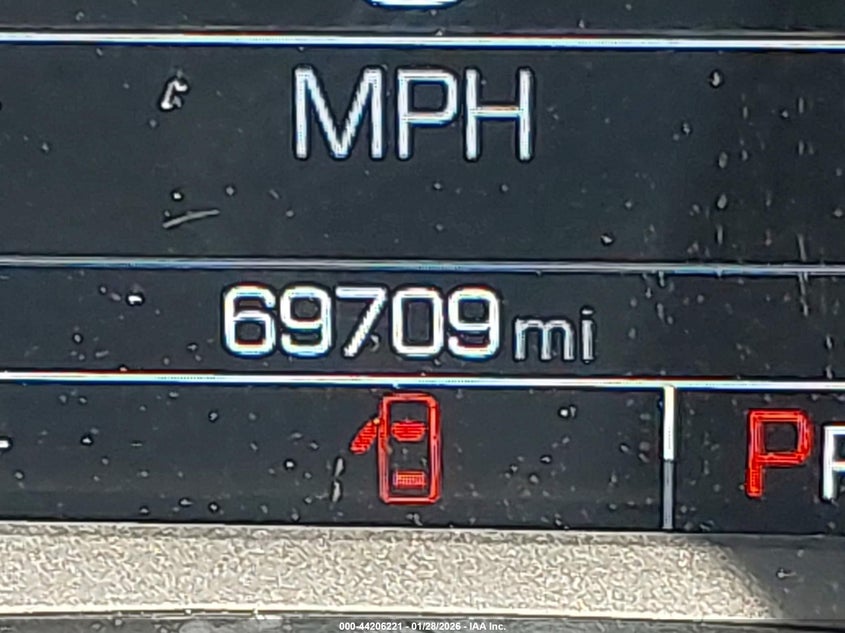 MPH
69709 mi
P
000-44206221 - 01/28/2026 - IAA Inc.